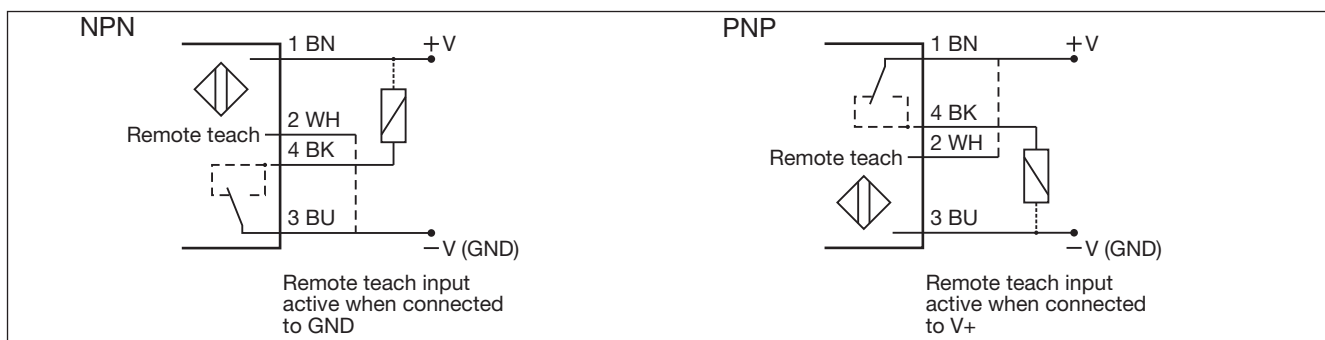 NPN
1 BN
+V
2 WH
Remote teach
4 BK
3 BU
−V (GND)
Remote teach input
active when connected
to GND
PNP
1 BN
+V
4 BK
2 WH
Remote teach
3 BU
−V (GND)
Remote teach input
active when connected
to V+